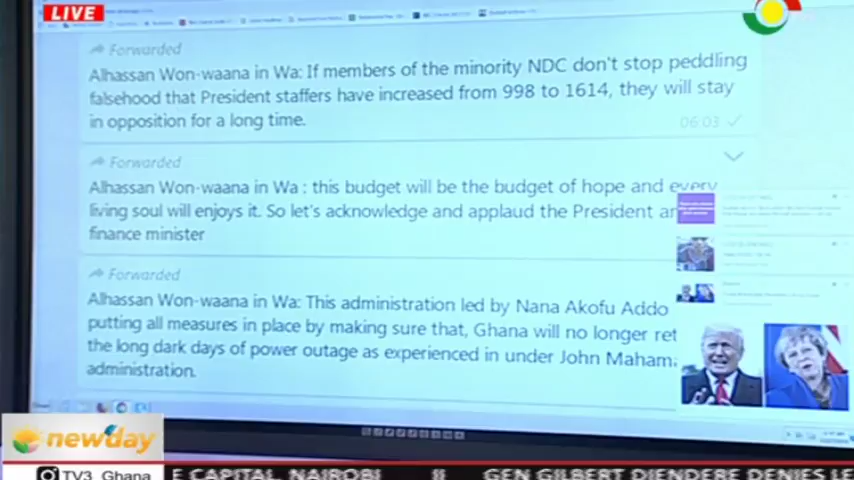 LIVE
Forwarded
Alhassan Won-waana in Wa: If members of the minority NDC don't stop peddling
falsehood that President staffers have increased from 998 to 1614, they will stay
in opposition for a long time.
06:03
Forwarded
Alhassan Won-waana in Wa : this budget will be the budget of hope and every
living soul will enjoys it. So let's acknowledge and applaud the President an
finance minister
Forwarded
Alhassan Won-waana in Wa: This administration led by Nana Akofu Addo
putting all measures in place by making sure that, Ghana will no longer ret
the long dark days of power outage as experienced in under John Mahama
administration.
newday
TV3_Ghana
E CAPITAL, NAIROBI
GEN GILBERT DIENDERE DENIES LE